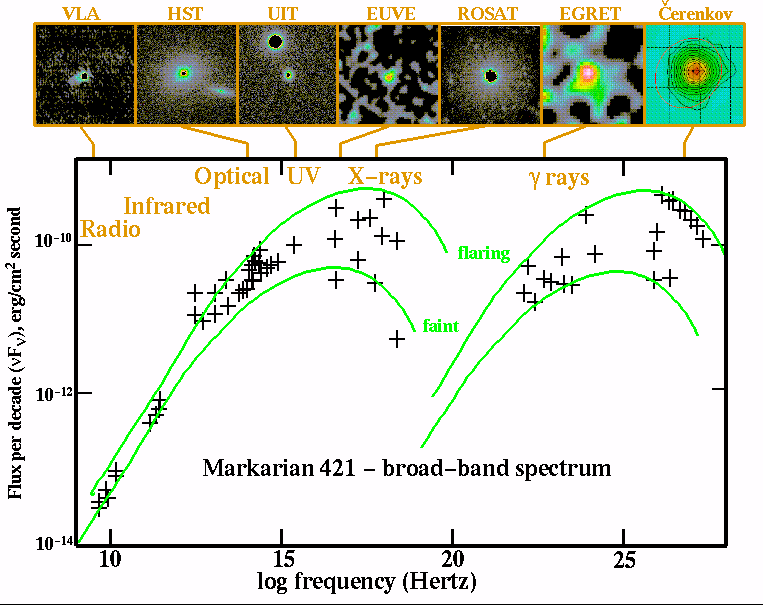 VLA HST UIT EUVE ROSAT EGRET Čerenkov
Optical UV X-rays γ rays
Infrared
Radio
10⁻¹⁰
flaring
faint
10⁻¹²
Markarian 421 - broad-band spectrum
10⁻¹⁴
Flux per decade (νFᵥ), erg/cm² second
10 15 20 25
log frequency (Hertz)